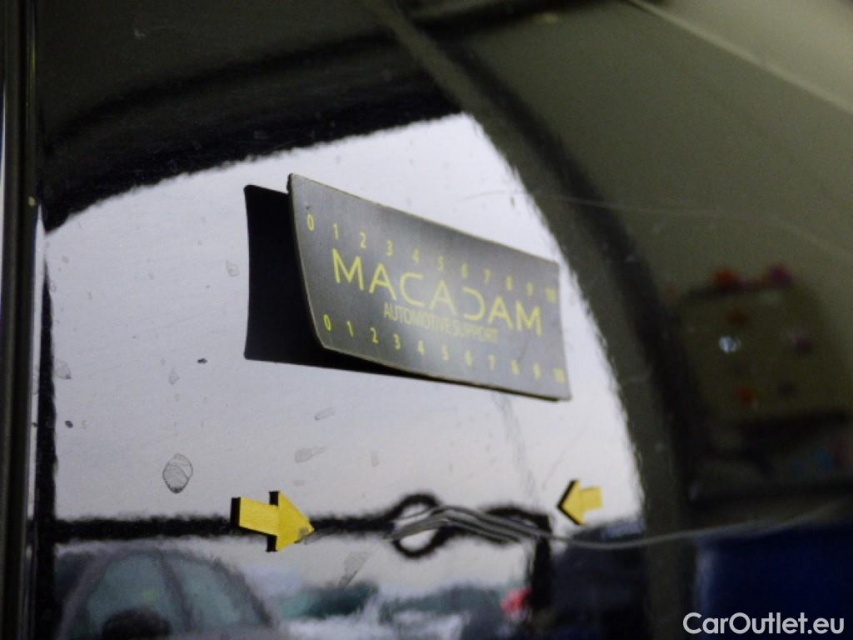 0 1 2 3 4 5 6 7 8 9 10
MACADAM
AUTOMOTIVE SUPPORT
0 1 2 3 4 5 6 7 8 9 10
CarOutlet.eu